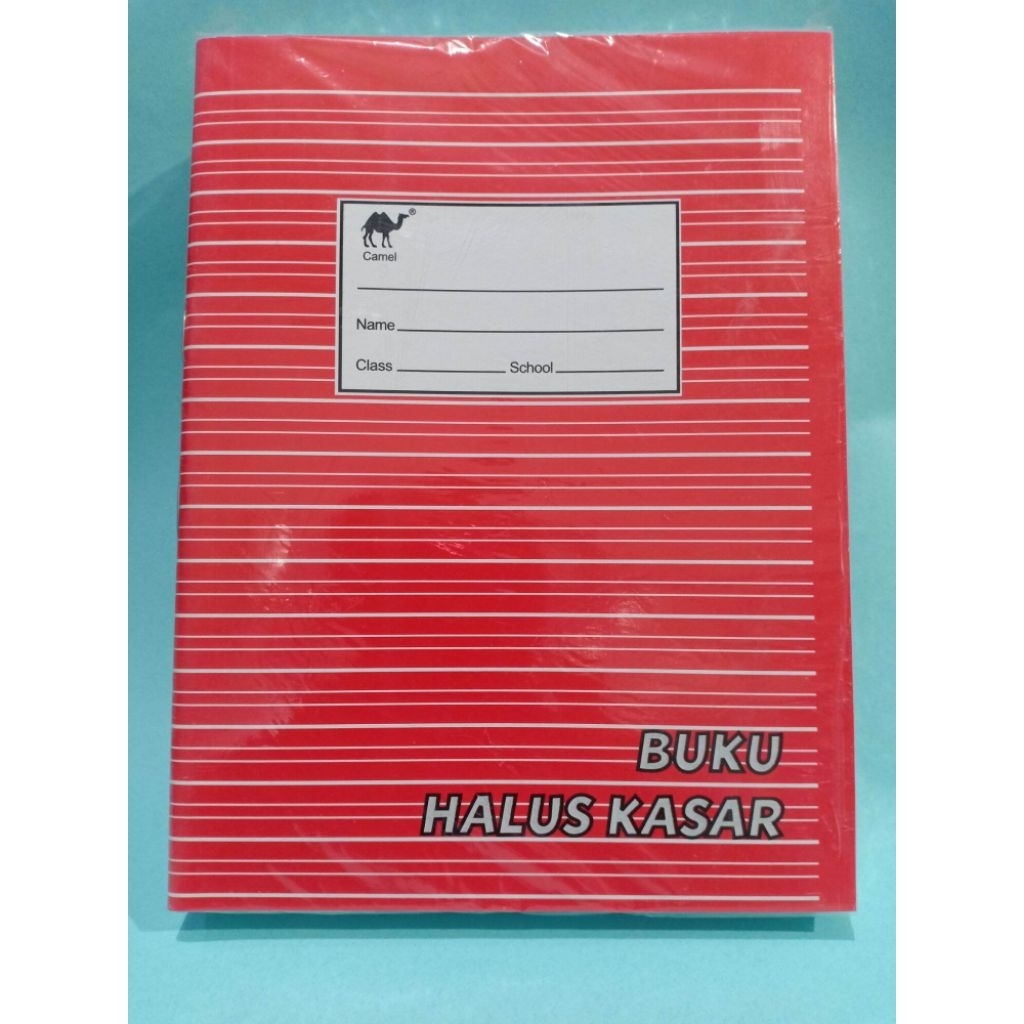 ®
Camel
Name
Class School
BUKU
HALUS KASAR